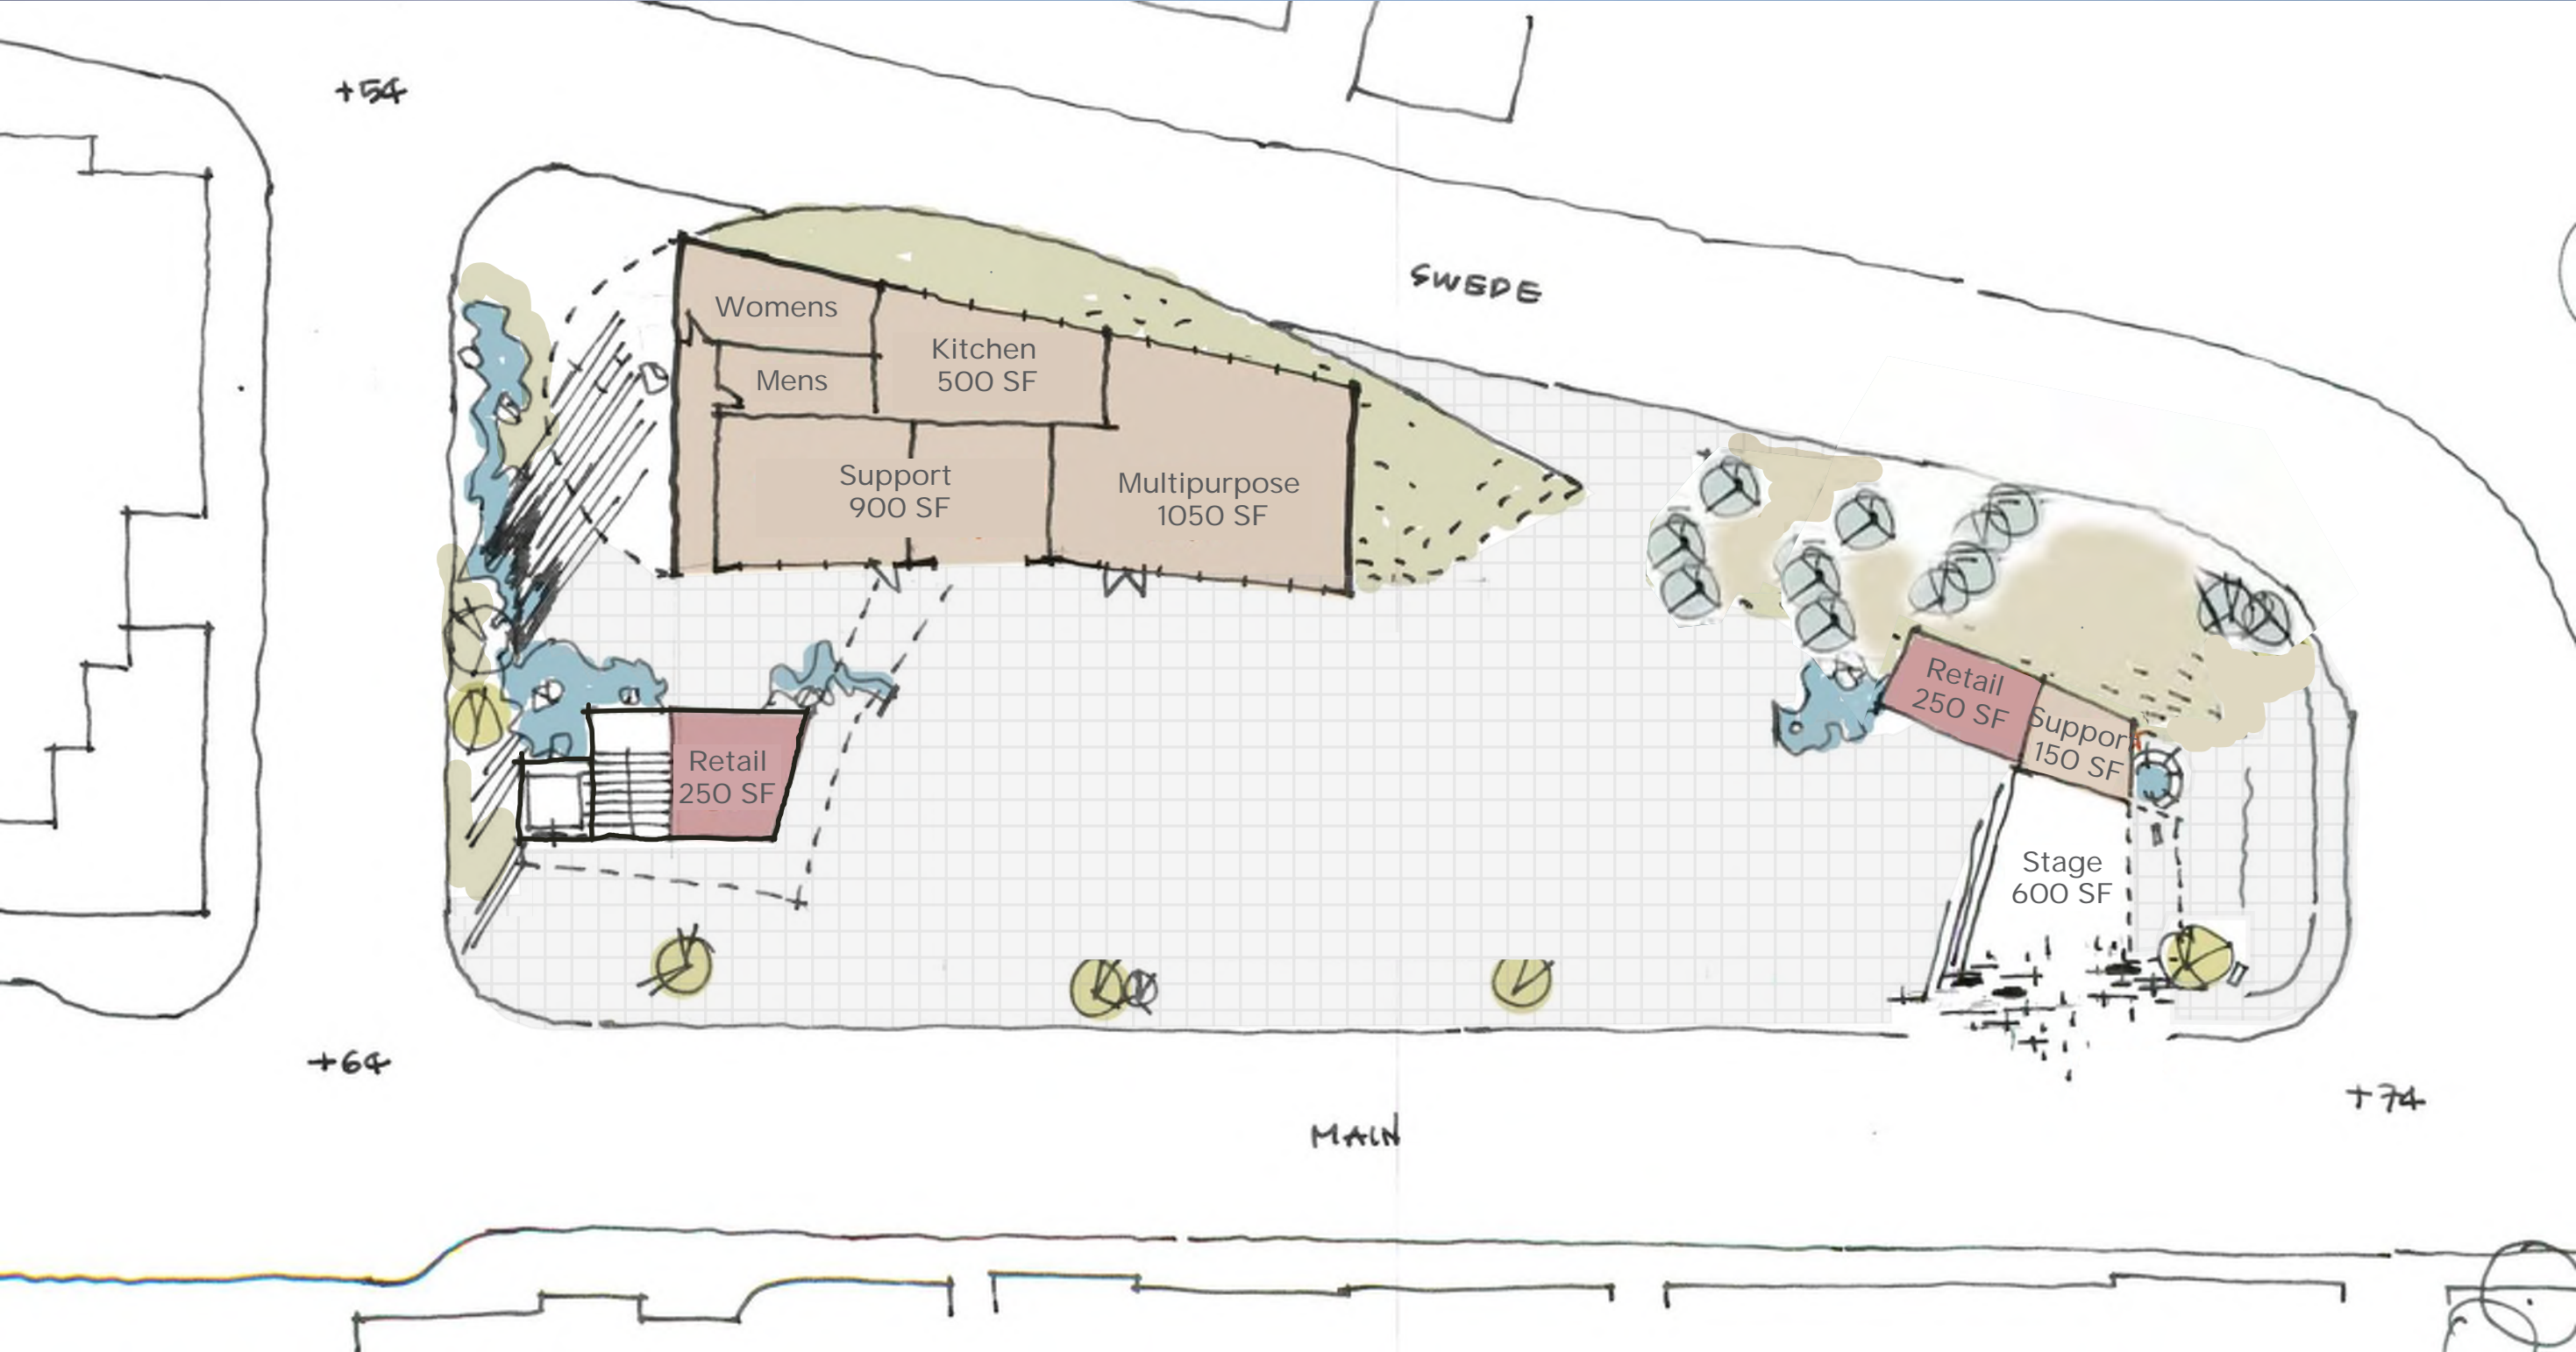 +54
SWEDE
Womens
Kitchen
500 SF
Mens
Support
900 SF
Multipurpose
1050 SF
Retail
250 SF
Retail
250 SF
Support
150 SF
Stage
600 SF
+64
+74
MAIN